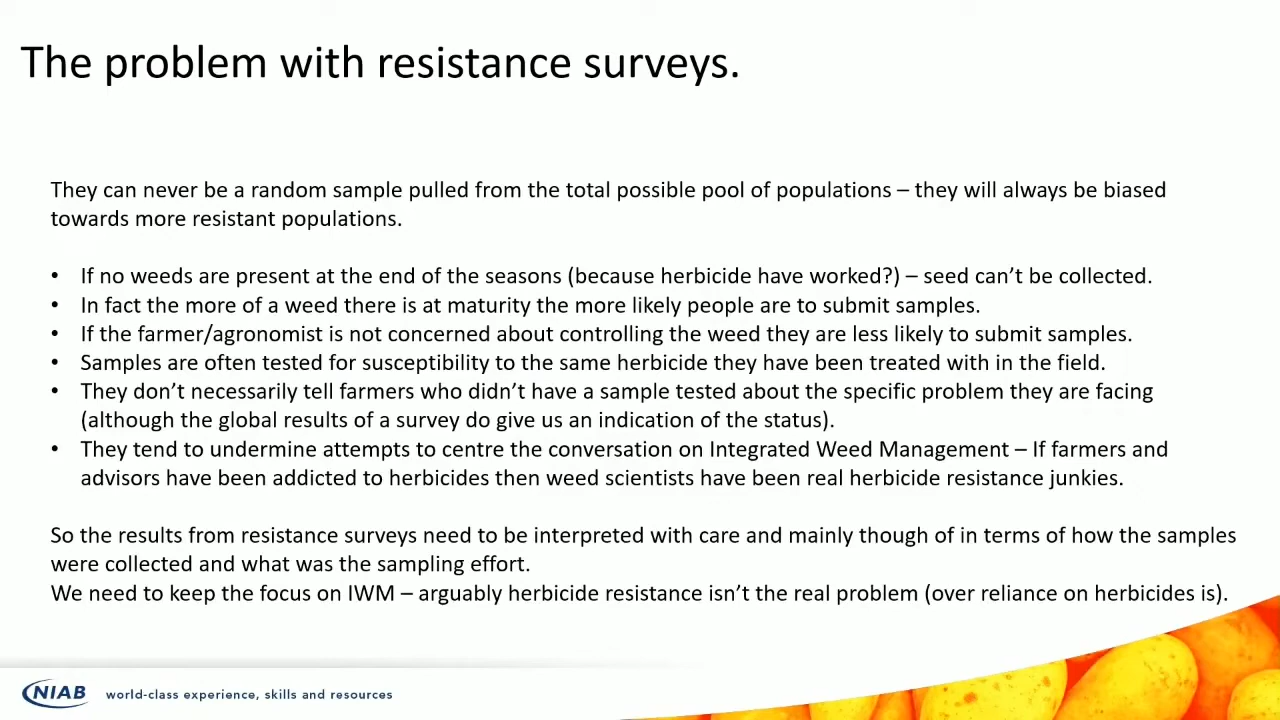 The problem with resistance surveys.
They can never be a random sample pulled from the total possible pool of populations – they will always be biased
towards more resistant populations.
• If no weeds are present at the end of the seasons (because herbicide have worked?) – seed can't be collected.
• In fact the more of a weed there is at maturity the more likely people are to submit samples.
• If the farmer/agronomist is not concerned about controlling the weed they are less likely to submit samples.
• Samples are often tested for susceptibility to the same herbicide they have been treated with in the field.
• They don't necessarily tell farmers who didn't have a sample tested about the specific problem they are facing
(although the global results of a survey do give us an indication of the status).
• They tend to undermine attempts to centre the conversation on Integrated Weed Management – If farmers and
advisors have been addicted to herbicides then weed scientists have been real herbicide resistance junkies.
So the results from resistance surveys need to be interpreted with care and mainly though of in terms of how the samples
were collected and what was the sampling effort.
We need to keep the focus on IWM – arguably herbicide resistance isn't the real problem (over reliance on herbicides is).
NIAB world-class experience, skills and resources